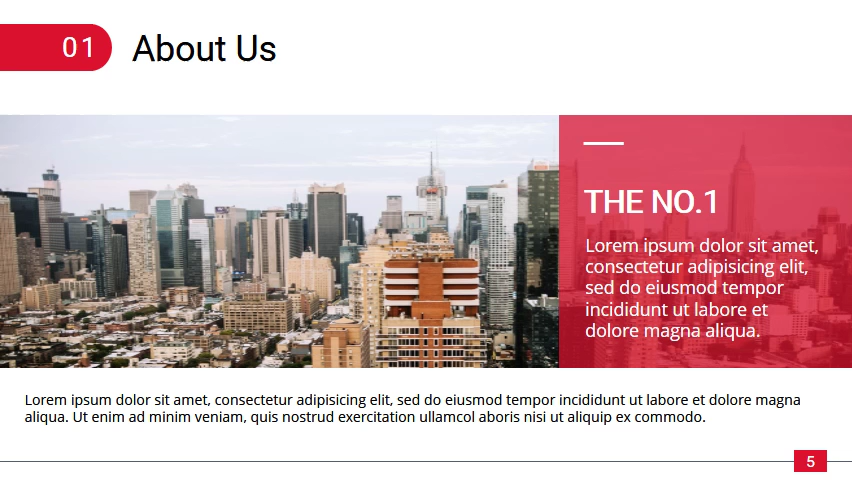 01
About Us
THE NO.1
Lorem ipsum dolor sit amet,
consectetur adipisicing elit,
sed do eiusmod tempor
incididunt ut labore et
dolore magna aliqua.
Lorem ipsum dolor sit amet, consectetur adipisicing elit, sed do eiusmod tempor incididunt ut labore et dolore magna
aliqua. Ut enim ad minim veniam, quis nostrud exercitation ullamcol aboris nisi ut aliquip ex commodo.
5